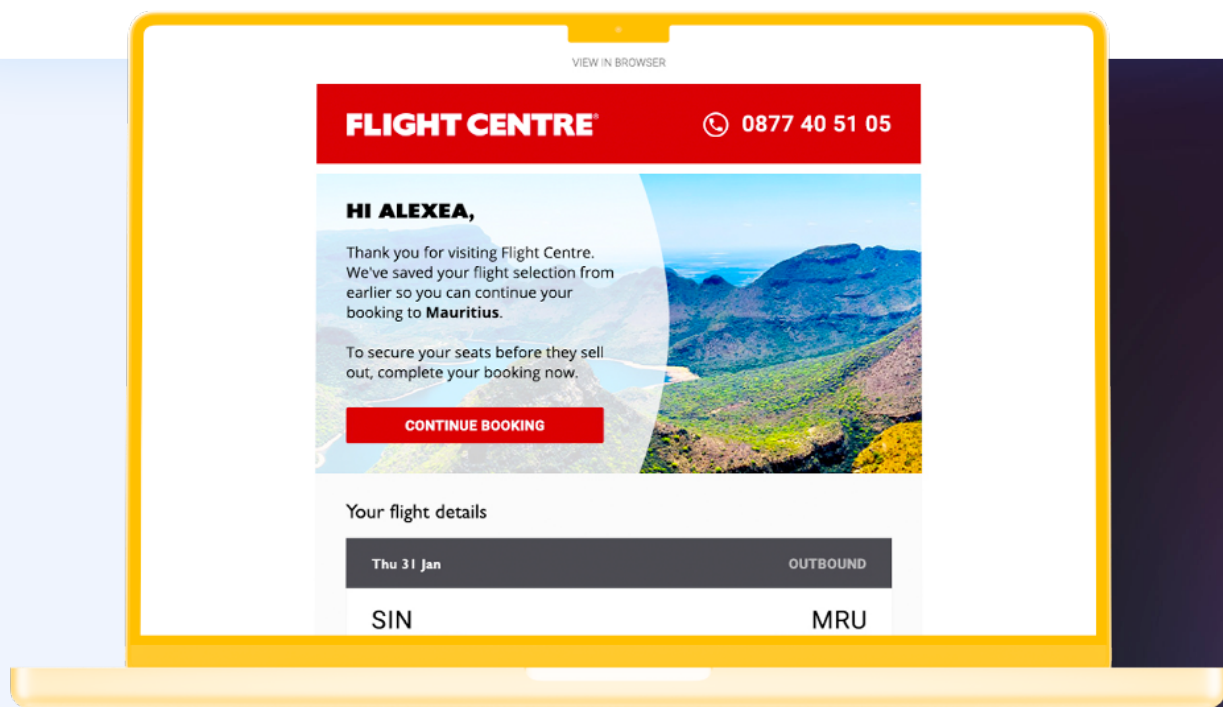 VIEW IN BROWSER
FLIGHT CENTRE®
0877 40 51 05
HI ALEXEA,
Thank you for visiting Flight Centre.
We've saved your flight selection from
earlier so you can continue your
booking to Mauritius.
To secure your seats before they sell
out, complete your booking now.
CONTINUE BOOKING
Your flight details
Thu 31 Jan
OUTBOUND
SIN
MRU